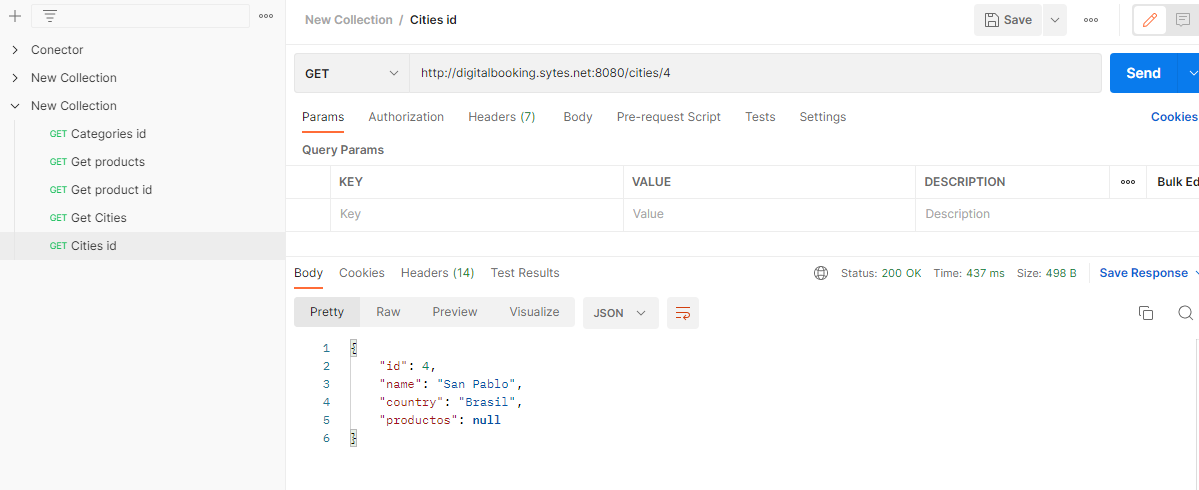 New Collection / Cities id
Save
Conector
New Collection
New Collection
GET Categories id
GET Get products
GET Get product id
GET Get Cities
GET Cities id
GET http://digitalbooking.sytes.net:8080/cities/4 Send
Params Authorization Headers (7) Body Pre-request Script Tests Settings Cookies
Query Params
KEY VALUE DESCRIPTION Bulk Ed
Key Value Description
Body Cookies Headers (14) Test Results Status: 200 OK Time: 437 ms Size: 498 B Save Response
Pretty Raw Preview Visualize JSON
1 {
2 "id": 4,
3 "name": "San Pablo",
4 "country": "Brasil",
5 "productos": null
6 }